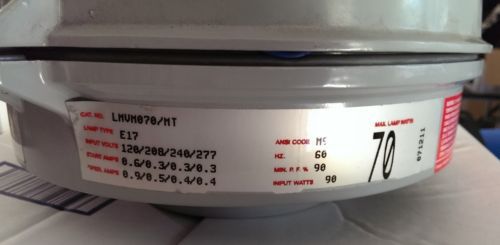 CAT. NO. LMVM070/MT
LAMP TYPE E17
INPUT VOLTS 120/208/240/277
START AMPS 0.6/0.3/0.3/0.3
OPER. AMPS 0.9/0.5/0.4/0.4
ANSI CODE
HZ. 60
MIN. P. F. % 90
INPUT WATTS 90
MAX. LAMP WATTS
70
071211